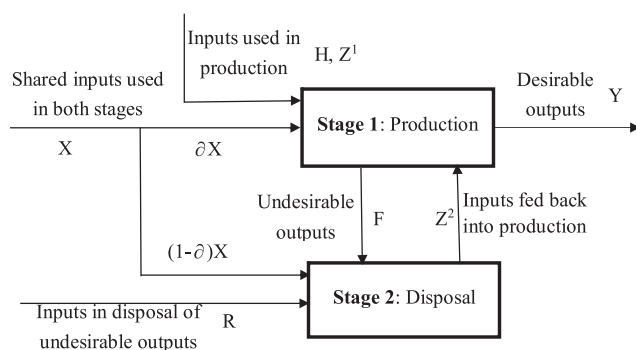 Inputs used in
production
H, Z¹
Shared inputs used
in both stages
Desirable
outputs
Y
Stage 1: Production
X
∂X
Undesirable
outputs
F
Z²
Inputs fed back
into production
(1-∂)X
Stage 2: Disposal
Inputs in disposal of
undesirable outputs
R